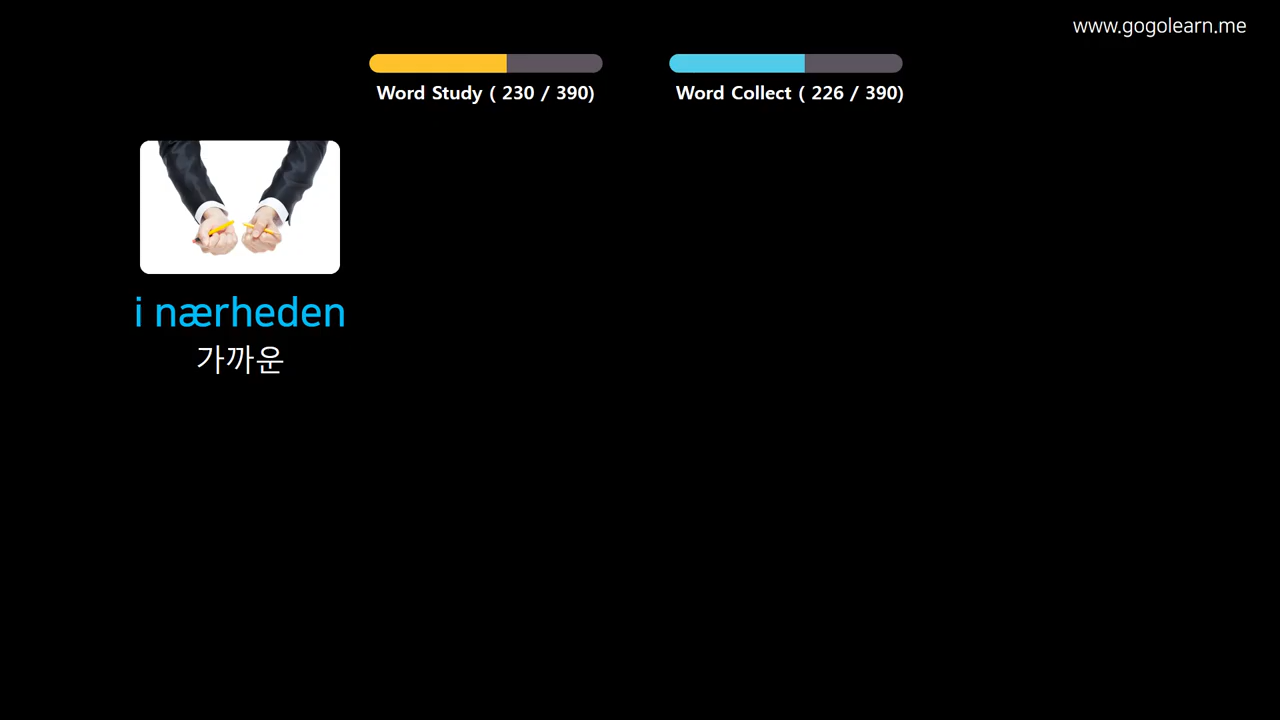 www.gogolearn.me
Word Study ( 230 / 390)
Word Collect ( 226 / 390)
i nærheden
가까운